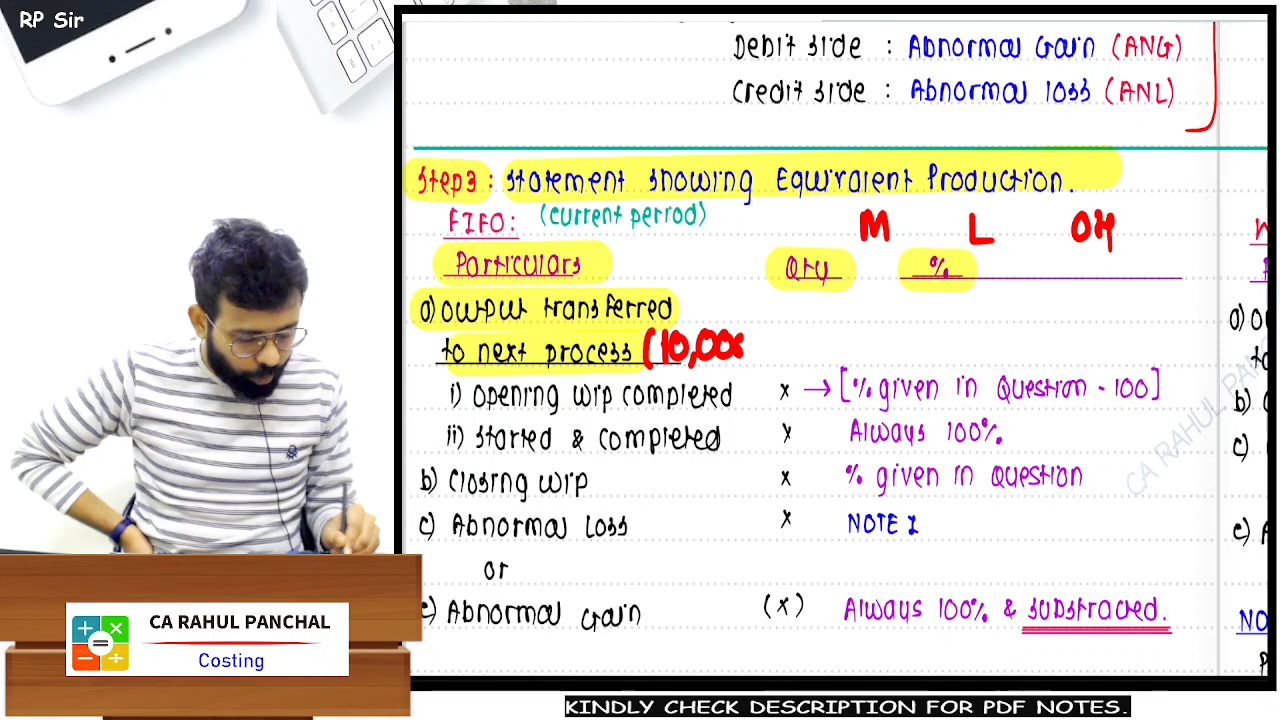 RP Sir
Debit side : Abnormal Gain (ANG)
Credit side : Abnormal loss (ANL)
Step3: Statement showing Equivalent Production.
FIFO: (current period)
M L OH
Particulars Qty %
a) output transferred
to next process (10,000
i) Opening wip completed x → [% given in Question - 100]
ii) started & completed x Always 100%.
b) Closing wip x % given in Question
c) Abnormal Loss x NOTE 1
or
c) Abnormal Gain (x) Always 100% & substracted.
CA RAHUL PANCHAL
Costing
CA RAHUL PAN
KINDLY CHECK DESCRIPTION FOR PDF NOTES.